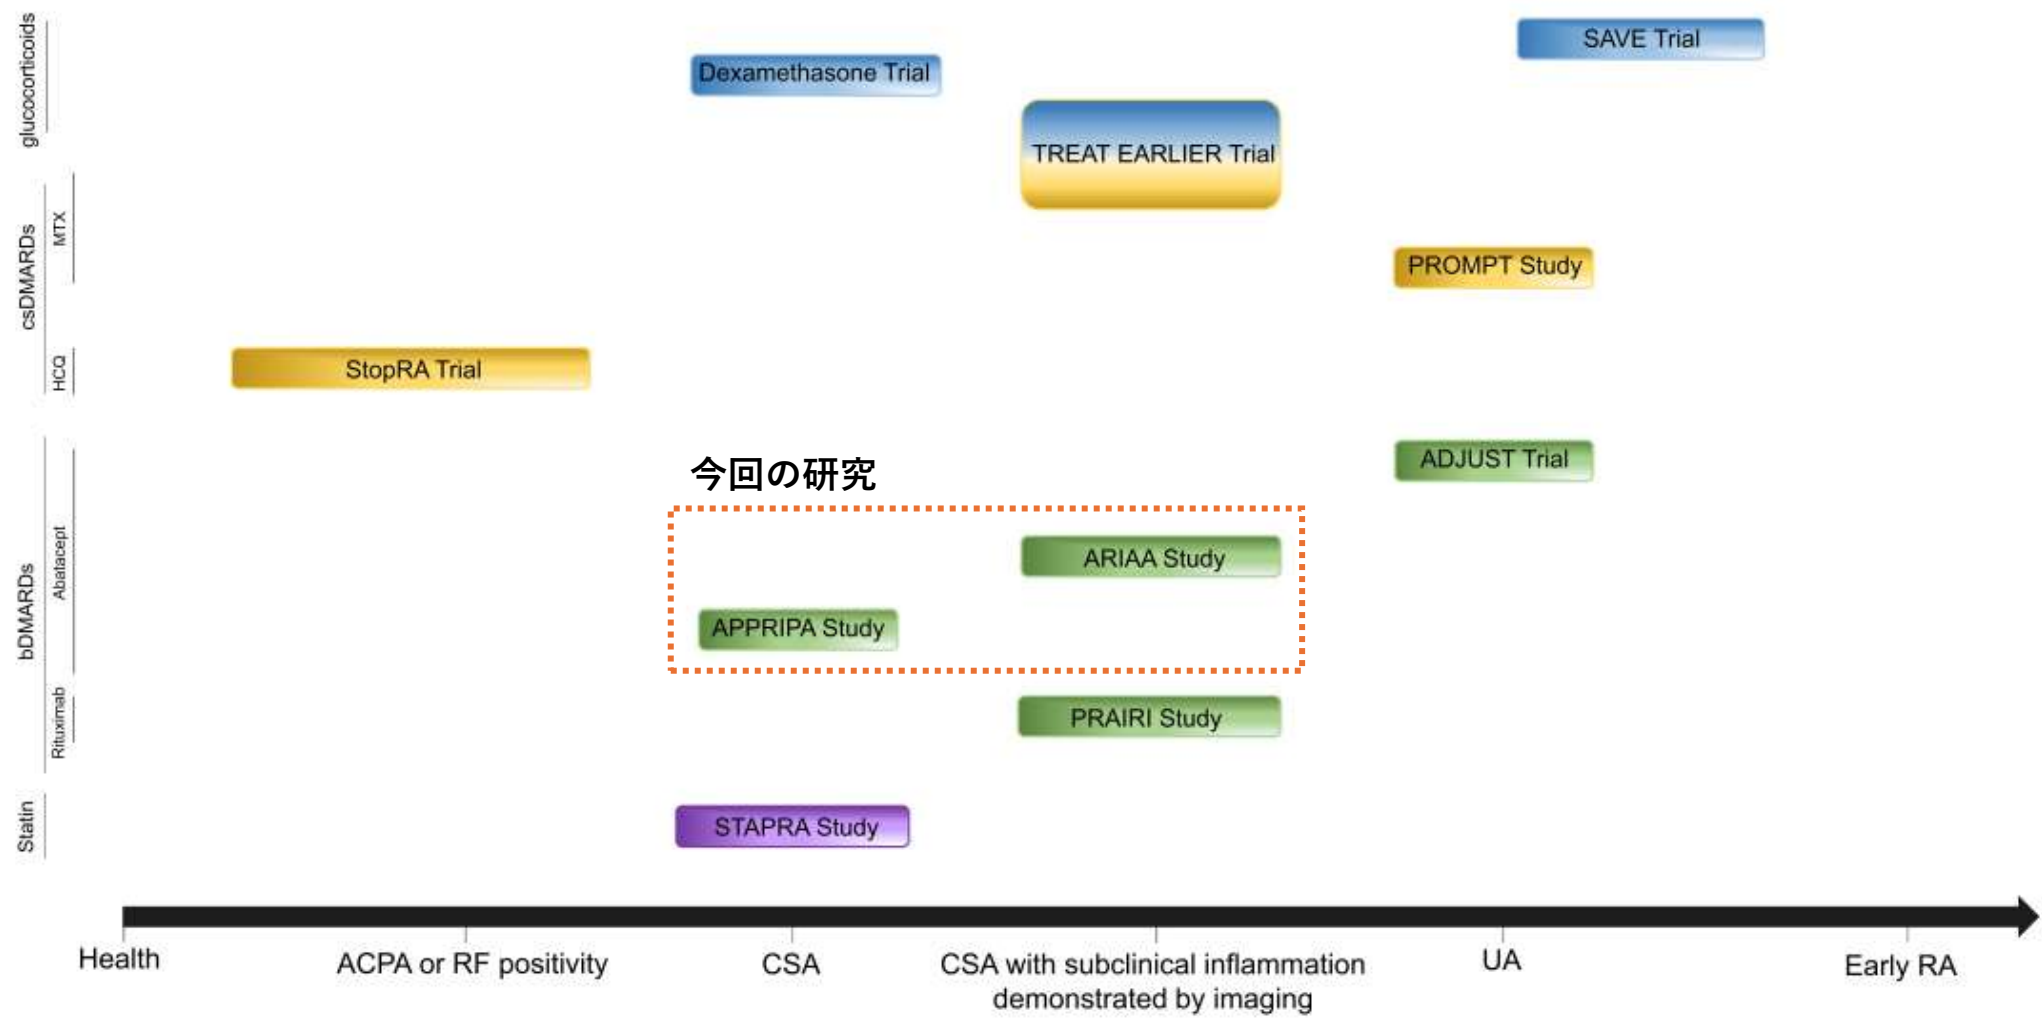 glucocorticoids
SAVE Trial
Dexamethasone Trial
TREAT EARLIER Trial
csDMARDs
MTX
PROMPT Study
HCQ
StopRA Trial
bDMARDs
Abatacept
ADJUST Trial
今回の研究
ARIAA Study
APPRIPA Study
Rituximab
PRAIRI Study
Statin
STAPRA Study
Health
ACPA or RF positivity
CSA
CSA with subclinical inflammation
demonstrated by imaging
UA
Early RA